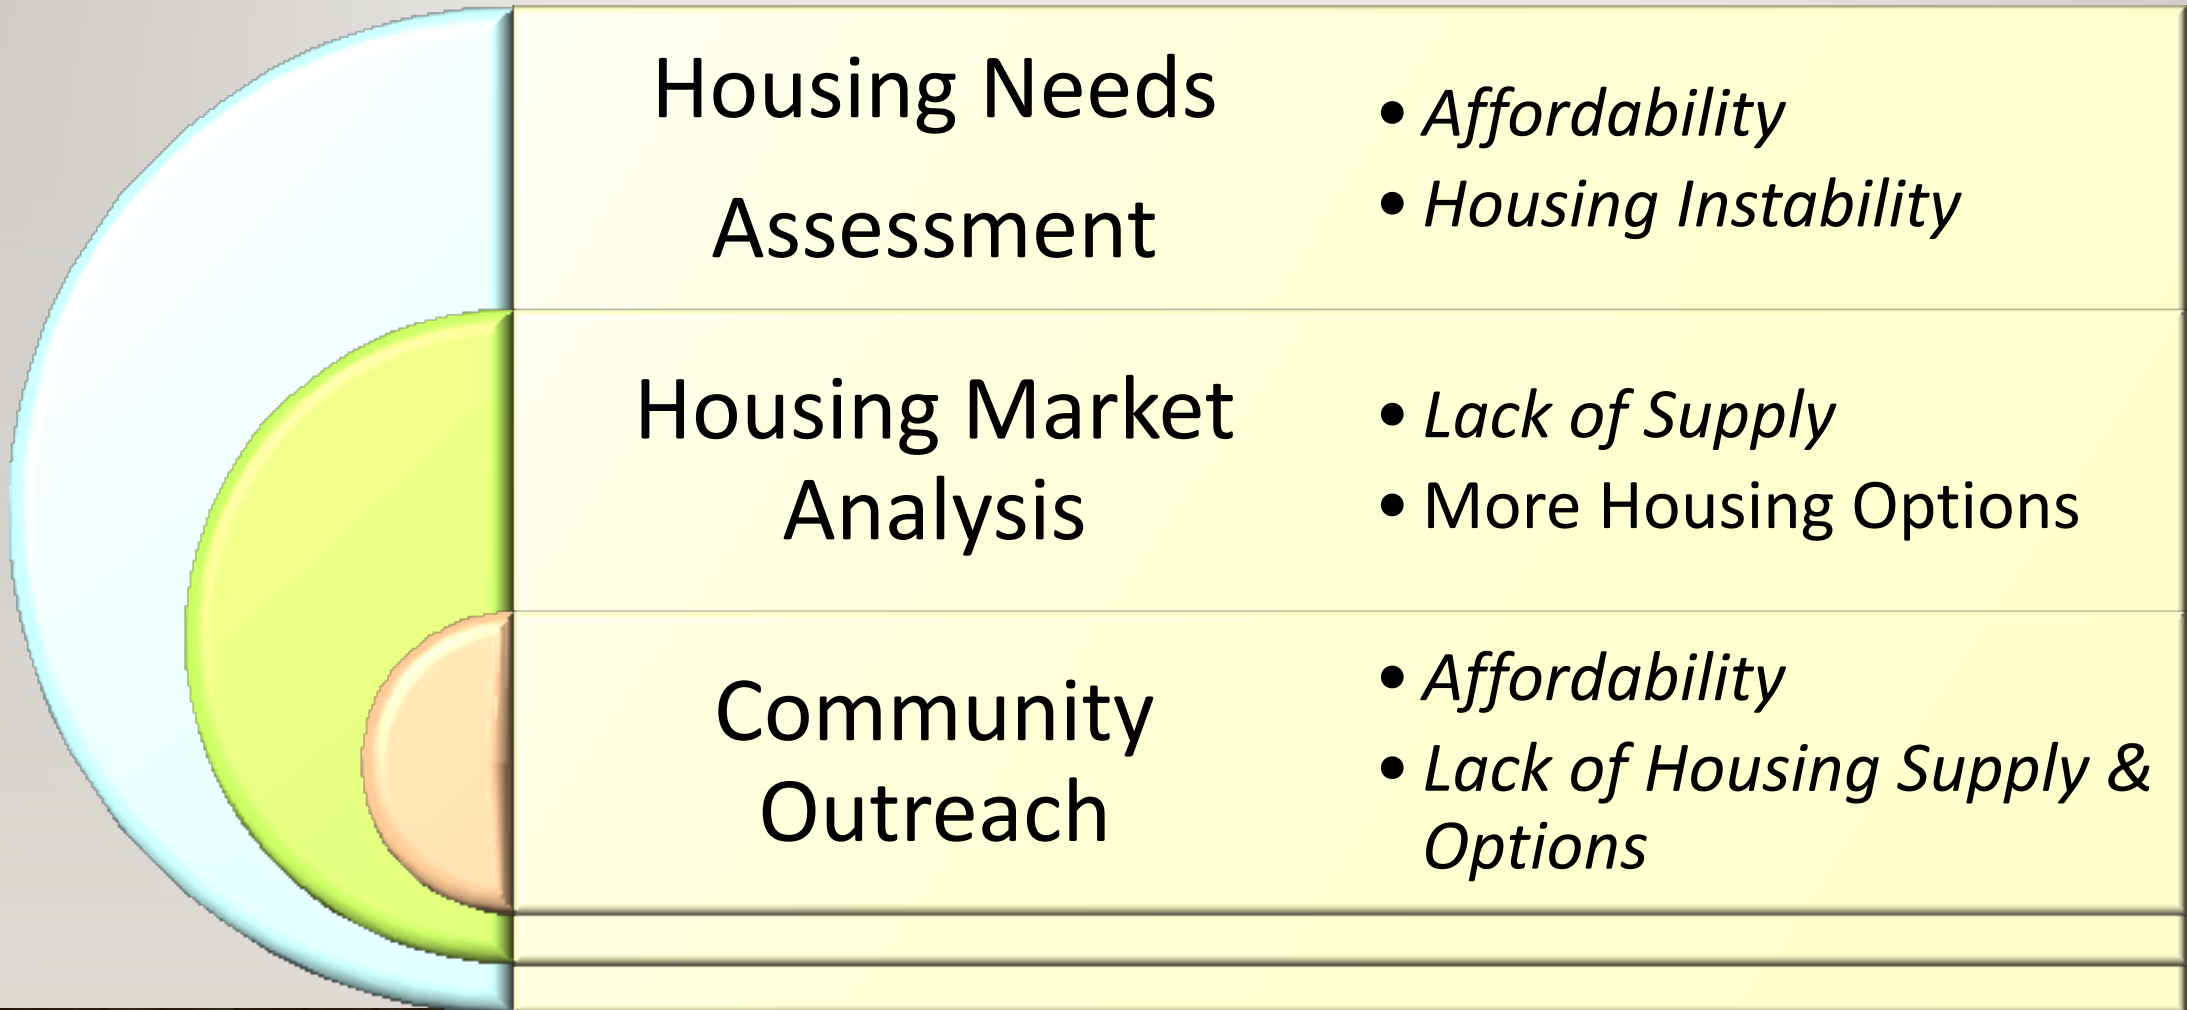 Housing Needs
Assessment
• Affordability
• Housing Instability
Housing Market
Analysis
• Lack of Supply
• More Housing Options
Community
Outreach
• Affordability
• Lack of Housing Supply &
Options